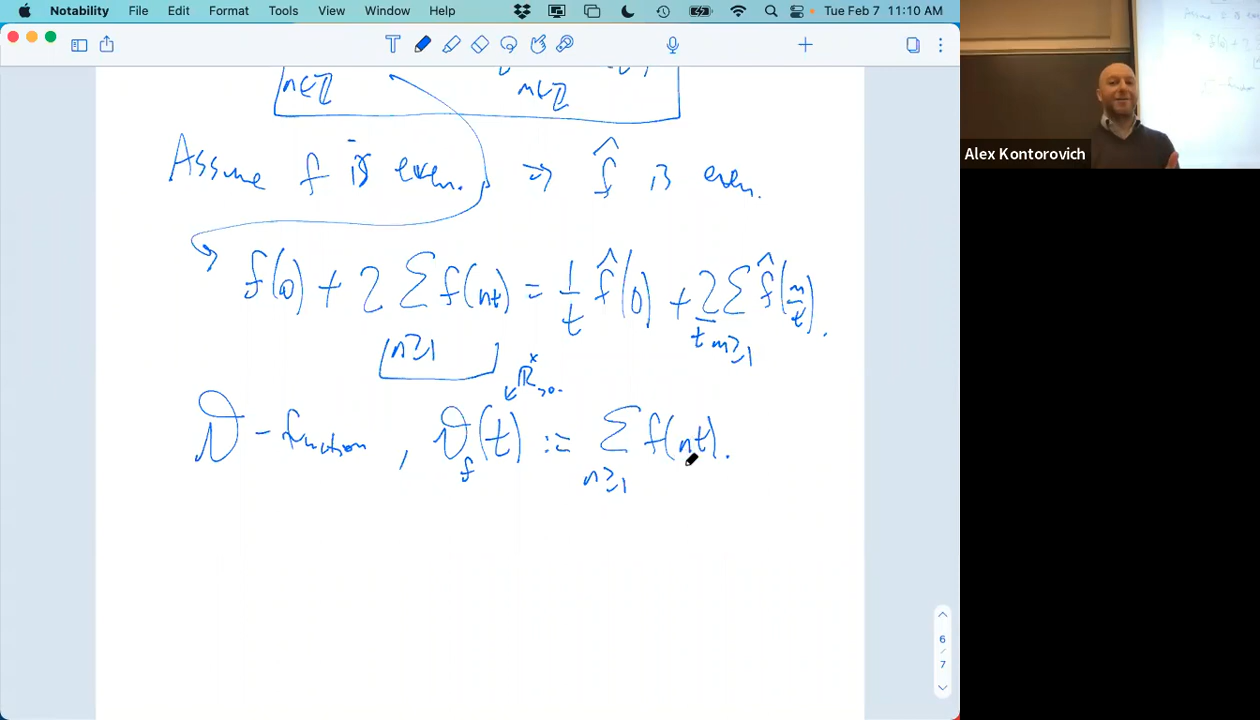 Notability File Edit Format Tools View Window Help Tue Feb 7 11:10 AM
n∈ℤ m∈ℤ
Assume f is even. ⇒ f̂ is even.
f(0) + 2 Σ f(nt) = 1/t f̂(0) + 2/t Σ f̂(m/t).
n≥1 m≥1
ℝ^×_{>0}.
ϑ-function, ϑ_f(t) := Σ f(nt).
n≥1
Alex Kontorovich
6
/
7